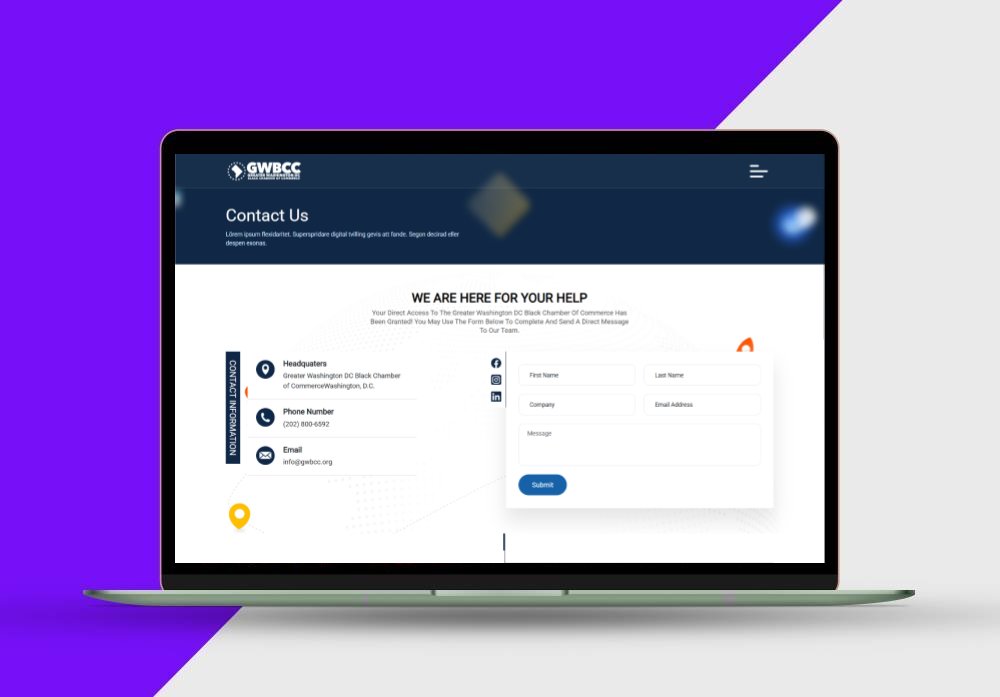 GWBCC
GREATER WASHINGTON DC
BLACK CHAMBER OF COMMERCE
Contact Us
Lörem ipsum flexidaritet. Superspridare digital tvilling gevis att fande. Segon decirad eller
despen esonas.
WE ARE HERE FOR YOUR HELP
Your Direct Access To The Greater Washington DC Black Chamber Of Commerce Has
Been Granted! You May Use The Form Below To Complete And Send A Direct Message
To Our Team.
CONTACT INFORMATION
Headquaters
Greater Washington DC Black Chamber
of CommerceWashington, D.C.
Phone Number
(202) 800-6592
Email
info@gwbcc.org
First Name
Last Name
Company
Email Address
Message
Submit